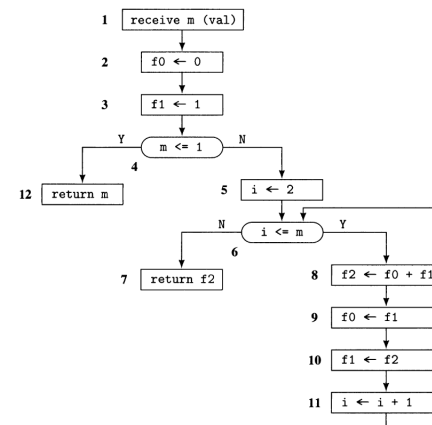 1 receive m (val)
2 f0 ← 0
3 f1 ← 1
Y m <= 1 N
4
12 return m
5 i ← 2
N i <= m Y
6
7 return f2
8 f2 ← f0 + f1
9 f0 ← f1
10 f1 ← f2
11 i ← i + 1